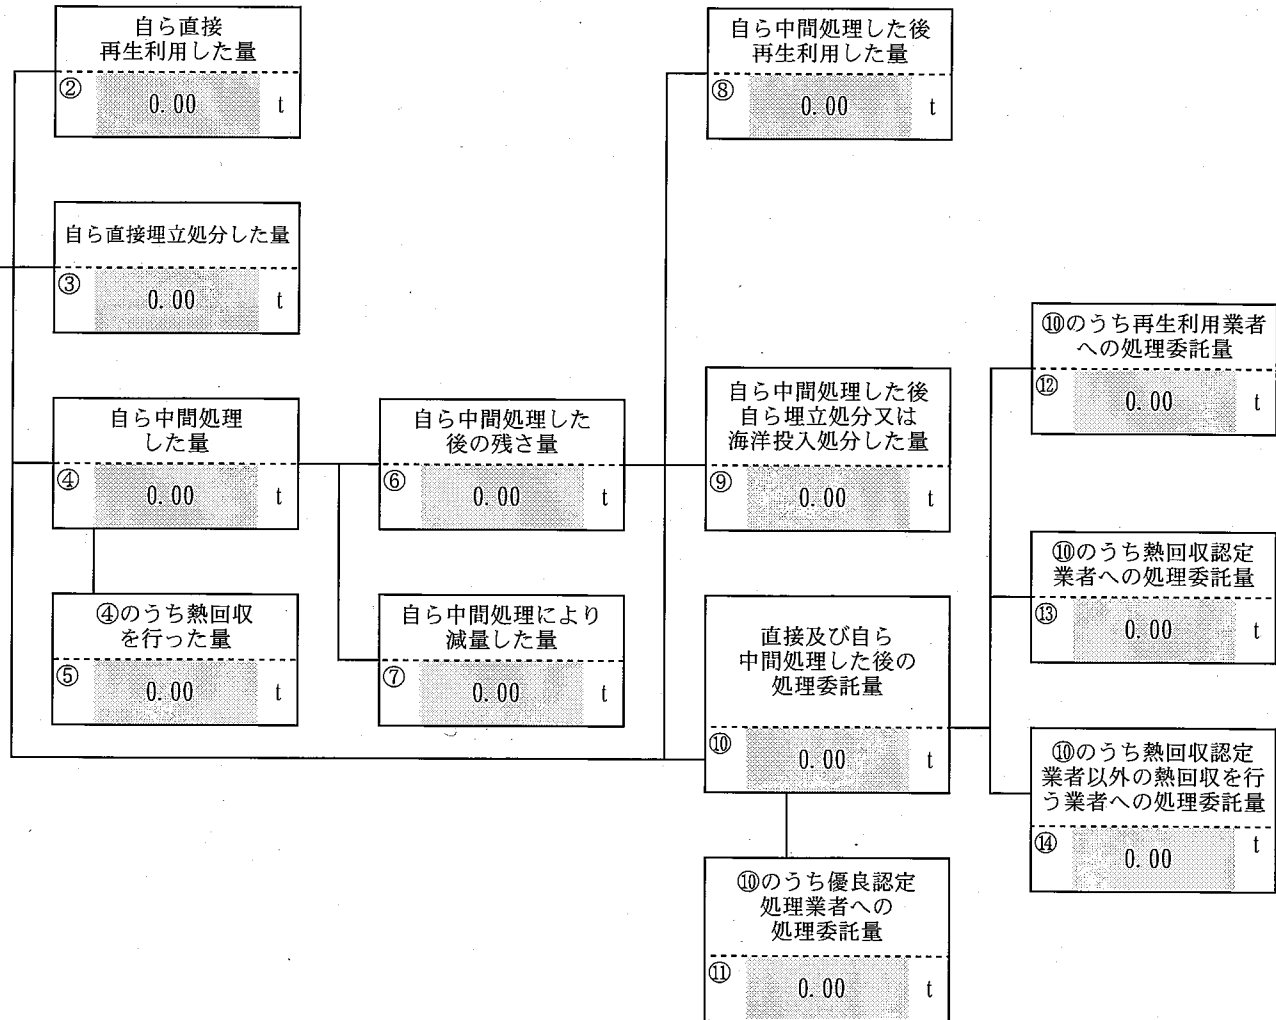 自ら直接
再生利用した量
②
0.00
t
自ら直接埋立処分した量
③
0.00
t
自ら中間処理
した量
④
0.00
t
④のうち熱回収
を行った量
⑤
0.00
t
自ら中間処理した
後の残さ量
⑥
0.00
t
自ら中間処理により
減量した量
⑦
0.00
t
自ら中間処理した後
再生利用した量
⑧
0.00
t
自ら中間処理した後
自ら埋立処分又は
海洋投入処分した量
⑨
0.00
t
直接及び自ら
中間処理した後の
処理委託量
⑩
0.00
t
⑩のうち優良認定
処理業者への
処理委託量
⑪
0.00
t
⑩のうち再生利用業者
への処理委託量
⑫
0.00
t
⑩のうち熱回収認定
業者への処理委託量
⑬
0.00
t
⑩のうち熱回収認定
業者以外の熱回収を行
う業者への処理委託量
⑭
0.00
t